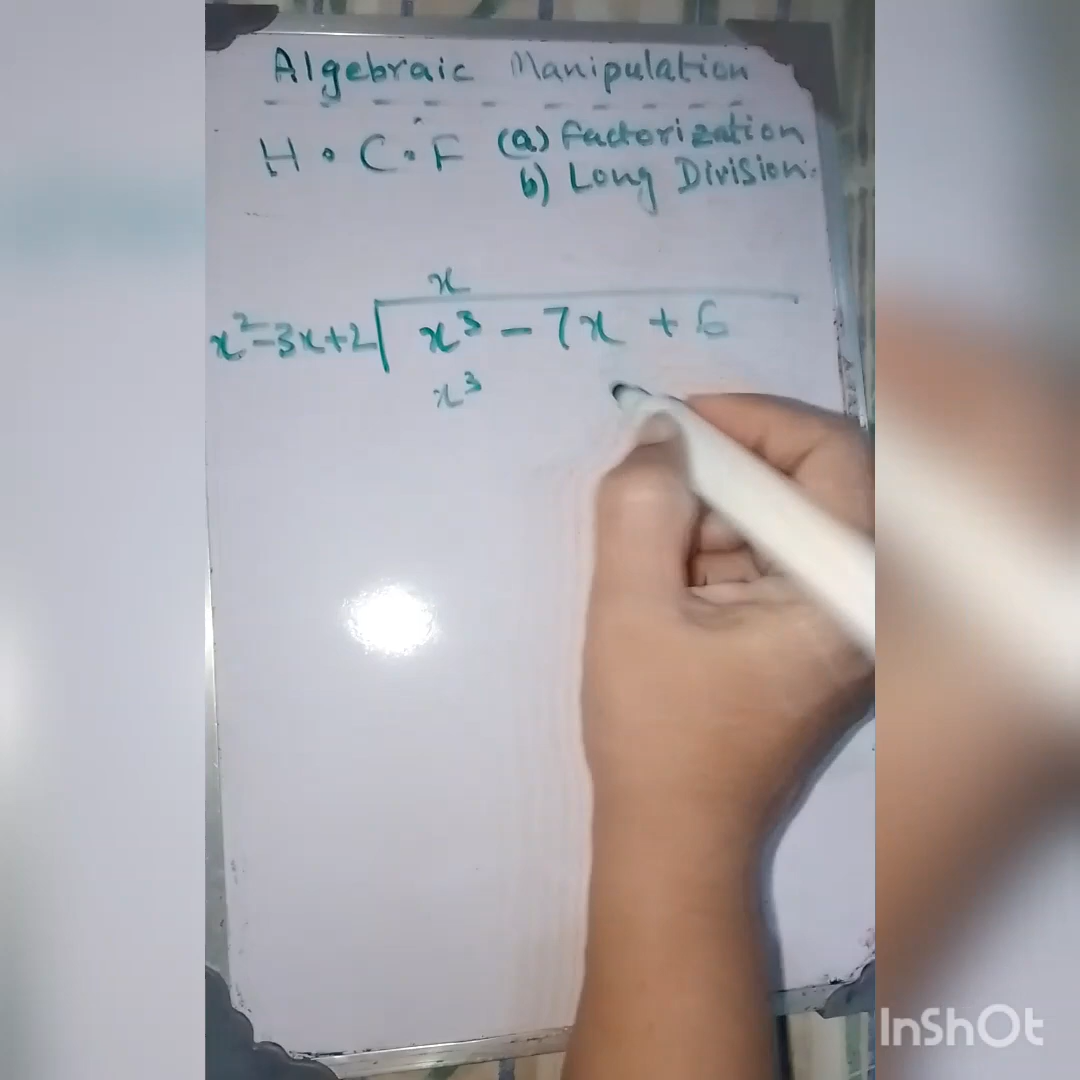 Algebraic Manipulation
H.C.F (a) Factorization
b) Long Division:
x
x²-3x+2 x³ - 7x + 6
x³
InShOt